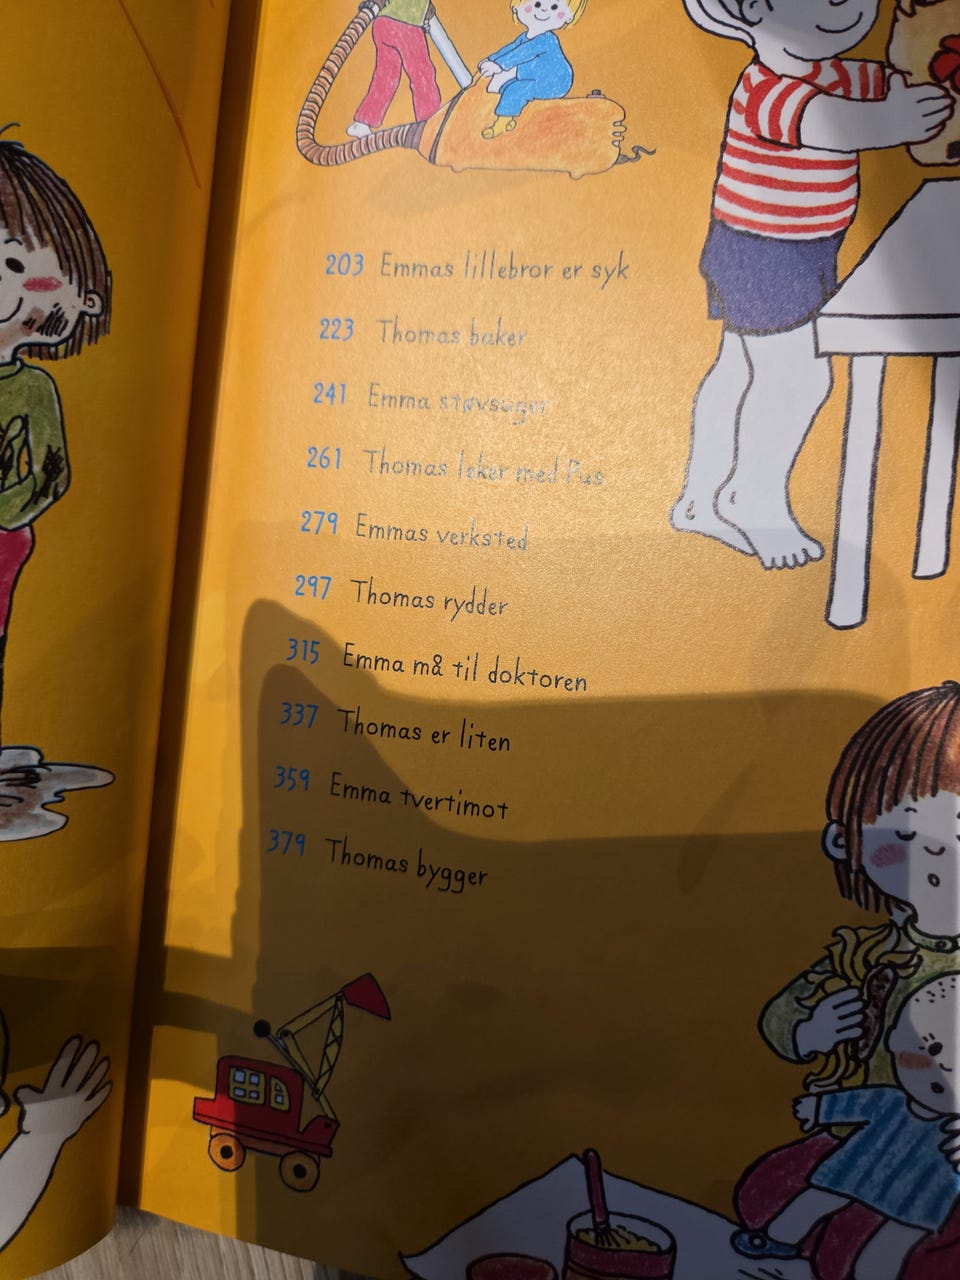 203 Emmas lillebror er syk
223 Thomas baker
241 Emma støvsuger
261 Thomas leker med Pus
279 Emmas verksted
297 Thomas rydder
315 Emma må til doktoren
337 Thomas er liten
359 Emma tvertimot
379 Thomas bygger